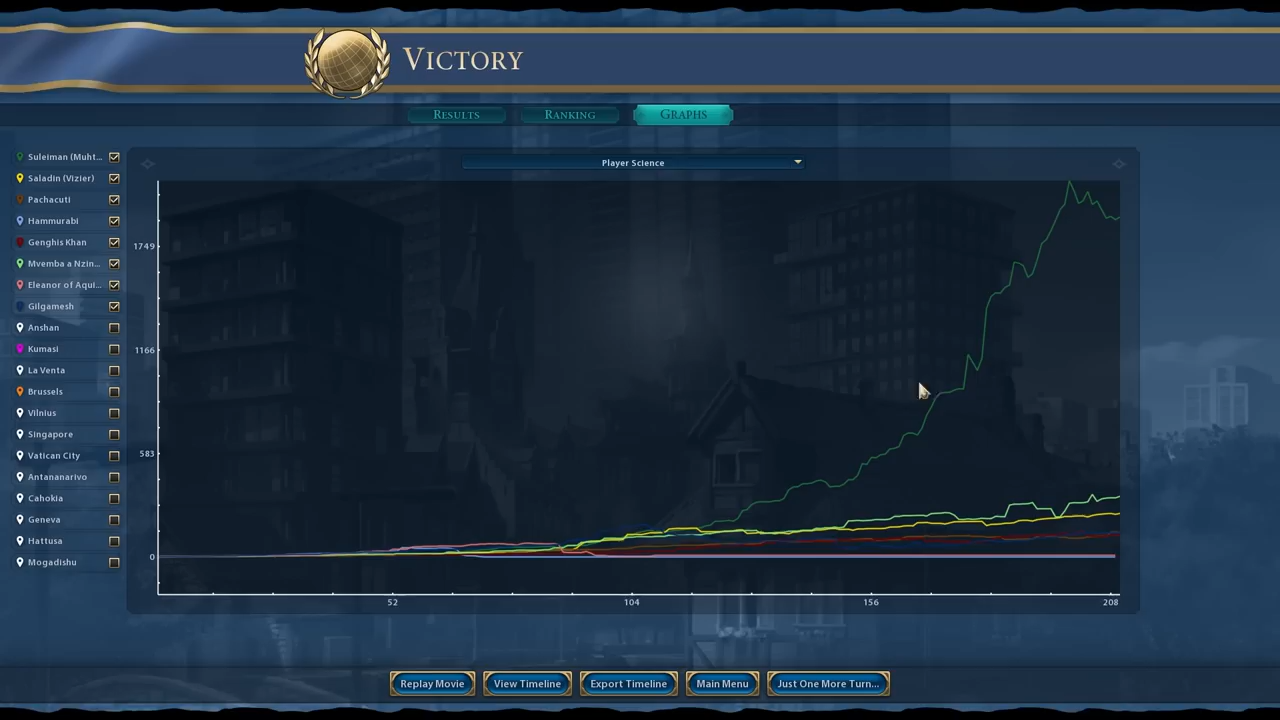 VICTORY
RESULTS
RANKING
GRAPHS
Suleiman (Muht...
Saladin (Vizier)
Pachacuti
Hammurabi
Genghis Khan
Mvemba a Nzin...
Eleanor of Aqui...
Gilgamesh
Anshan
Kumasi
La Venta
Brussels
Vilnius
Singapore
Vatican City
Antananarivo
Cahokia
Geneva
Hattusa
Mogadishu
Player Science
1749
1166
583
0
52
104
156
208
Replay Movie
View Timeline
Export Timeline
Main Menu
Just One More Turn...